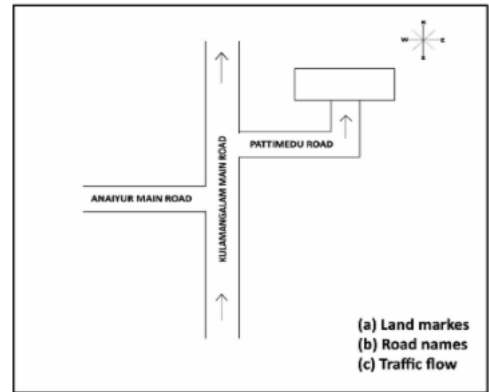 N
W E
S
PATTIMEDU ROAD
KULAMANGALAM MAIN ROAD
ANAIYUR MAIN ROAD
(a) Land markes
(b) Road names
(c) Traffic flow